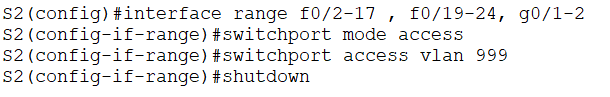 S2(config)#interface range f0/2-17 , f0/19-24, g0/1-2
S2(config-if-range)#switchport mode access
S2(config-if-range)#switchport access vlan 999
S2(config-if-range)#shutdown